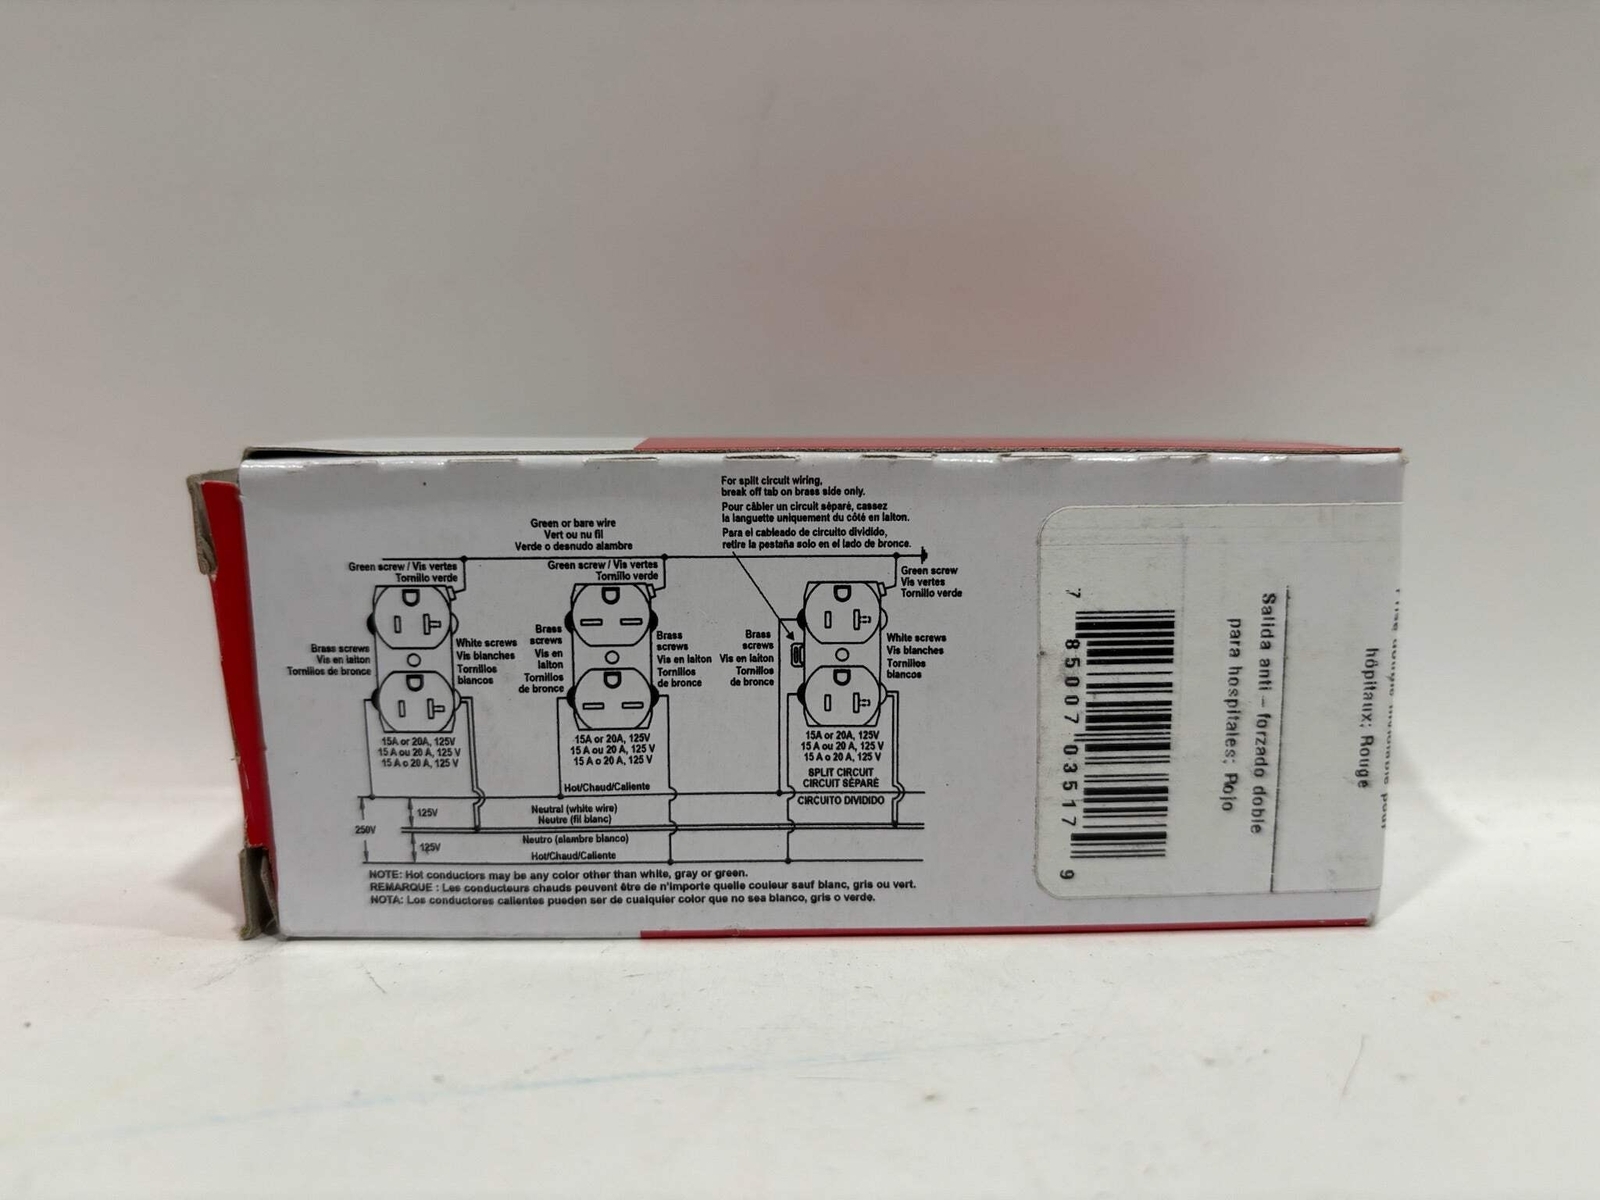 For split circuit wiring,
break off tab on brass side only.
Pour câbler un circuit séparé, cassez
la languette uniquement du côté en laiton.
Para el cableado de circuito dividido,
retire la pestaña solo en el lado de bronce.
Green or bare wire
Vert ou nu fil
Verde o desnudo alambre
Green screw / Vis vertes
Tornillo verde
Brass screws
Vis en laiton
Tornillos de bronce
White screws
Vis blanches
Tornillos
blancos
15A or 20A, 125V
15 A ou 20 A, 125 V
15 A o 20 A, 125 V
Green screw / Vis vertes
Tornillo verde
Brass
screws
Vis en
laiton
Tornillos
de bronce
Brass
screws
Vis en laiton
Tornillos
de bronce
15A or 20A, 125V
15 A ou 20 A, 125 V
15 A o 20 A, 125 V
Green screw
Vis vertes
Tornillo verde
Brass
screws
Vis en laiton
Tornillos
de bronce
White screws
Vis blanches
Tornillos
blancos
15A or 20A, 125V
15 A ou 20 A, 125 V
15 A o 20 A, 125 V
SPLIT CIRCUIT
CIRCUIT SÉPARÉ
CIRCUITO DIVIDIDO
Hot/Chaud/Caliente
250V
125V
Neutral (white wire)
Neutre (fil blanc)
Neutro (alambre blanco)
125V
Hot/Chaud/Caliente
NOTE: Hot conductors may be any color other than white, gray or green.
REMARQUE : Les conducteurs chauds peuvent être de n'importe quelle couleur sauf blanc, gris ou vert.
NOTA: Los conductores calientes pueden ser de cualquier color que no sea blanco, gris o verde.
hôpitaux; Rouge
Salida anti - forzado doble
para hospitales; Rojo
7 85007 03517 9